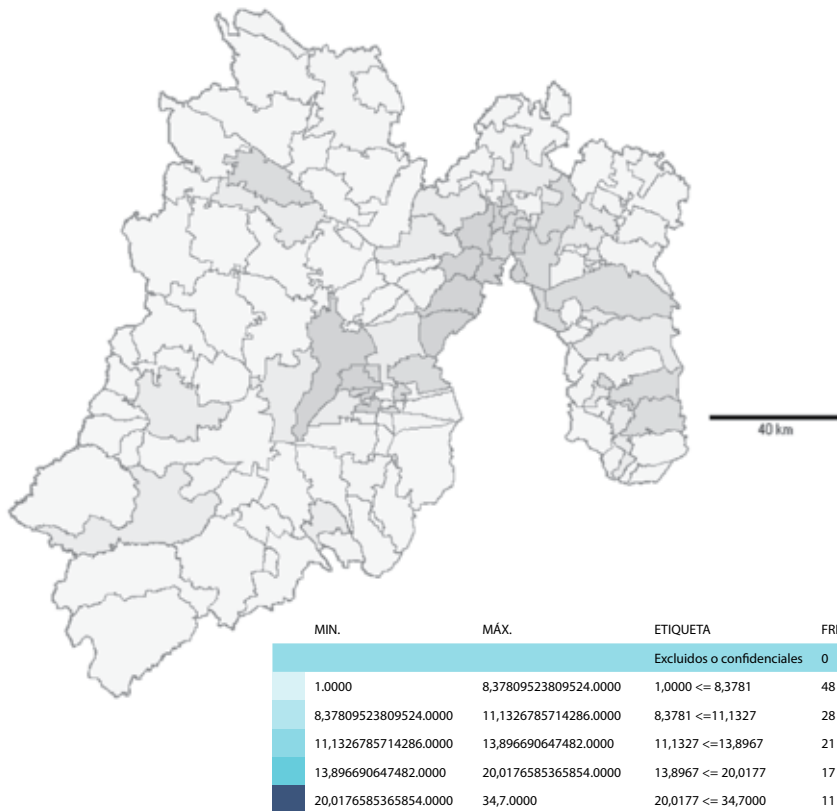 40 km
MIN. MÁX. ETIQUETA
Excluidos o confidenciales 0
1.0000 8,37809523809524.0000 1,0000 <= 8,3781 48
8,37809523809524.0000 11,1326785714286.0000 8,3781 <=11,1327 28
11,1326785714286.0000 13,896690647482.0000 11,1327 <=13,8967 21
13,896690647482.0000 20,0176585365854.0000 13,8967 <= 20,0177 17
20,0176585365854.0000 34,7.0000 20,0177 <= 34,7000 11